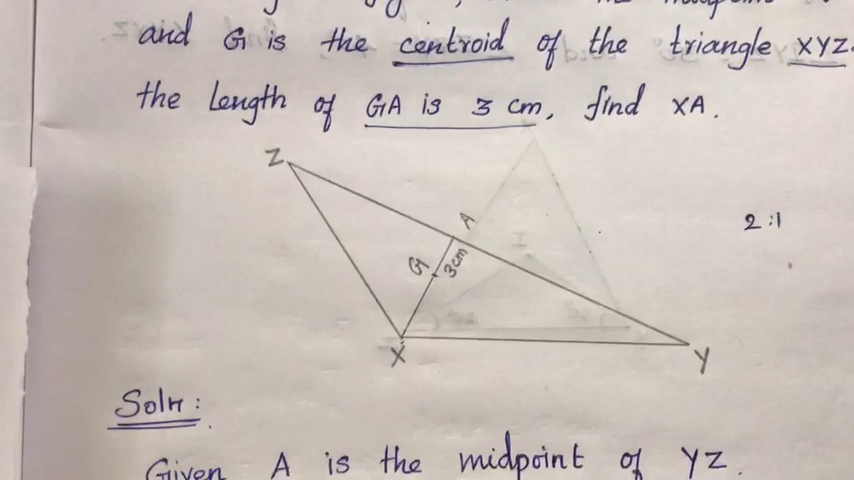 and G is the centroid of the triangle XYZ.
the length of GA is 3 cm, find XA.
Z
A
2:1
G
3cm
X
Y
Soln:
Given A is the midpoint of YZ.